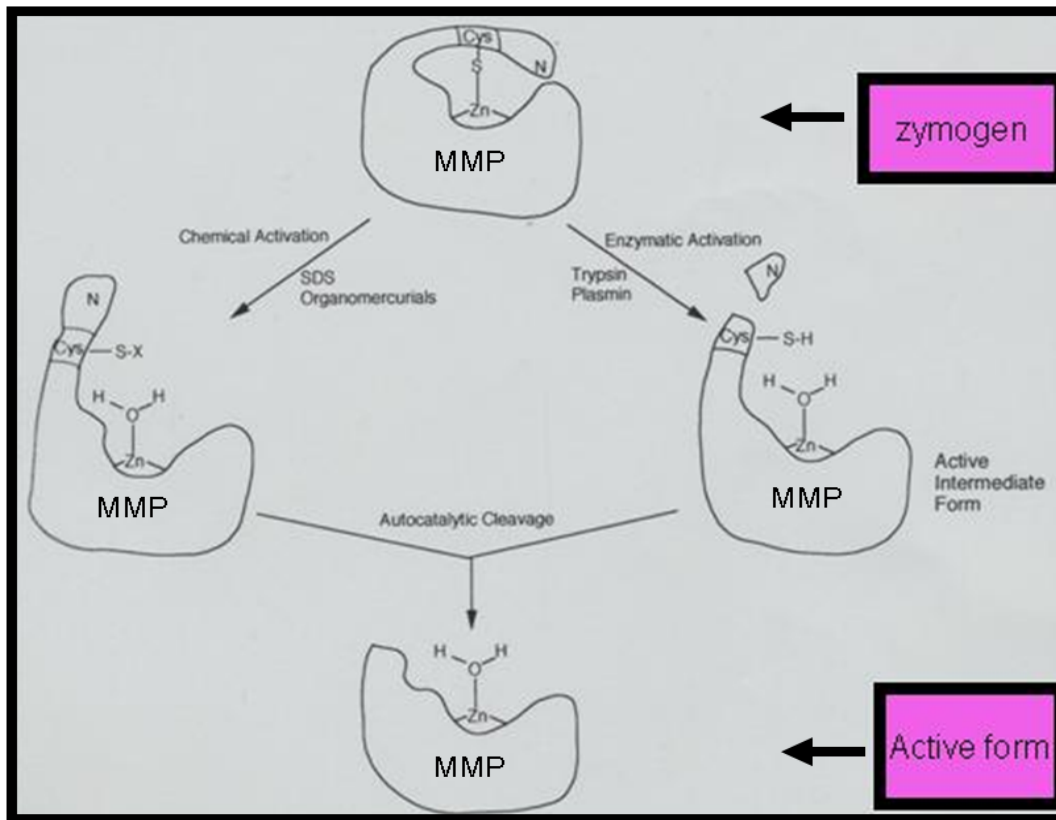 Cys
N
S
Zn
MMP
zymogen
Chemical Activation
SDS
Organomercurials
Enzymatic Activation
Trypsin
Plasmin
N
Cys
S-X
H H
O
Zn
MMP
N
Cys
S-H
H H
O
Zn
MMP
Active
Intermediate
Form
Autocatalytic Cleavage
H H
O
Zn
MMP
Active form